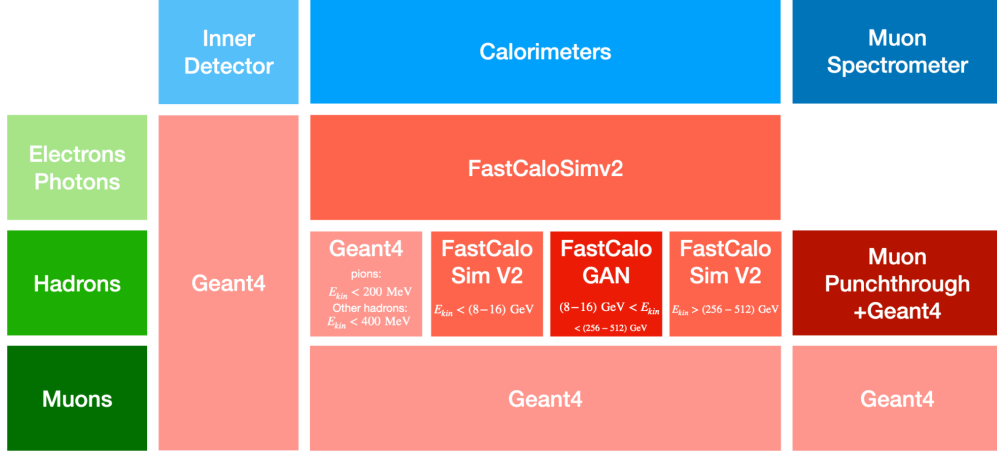 Inner
Detector
Calorimeters
Muon
Spectrometer
Electrons
Photons
FastCaloSimv2
Hadrons
Geant4
Geant4
pions:
E_kin < 200 MeV
Other hadrons:
E_kin < 400 MeV
FastCalo
Sim V2
E_kin < (8−16) GeV
FastCalo
GAN
(8−16) GeV < E_kin
< (256 − 512) GeV
FastCalo
Sim V2
E_kin > (256 − 512) GeV
Muon
Punchthrough
+Geant4
Muons
Geant4
Geant4